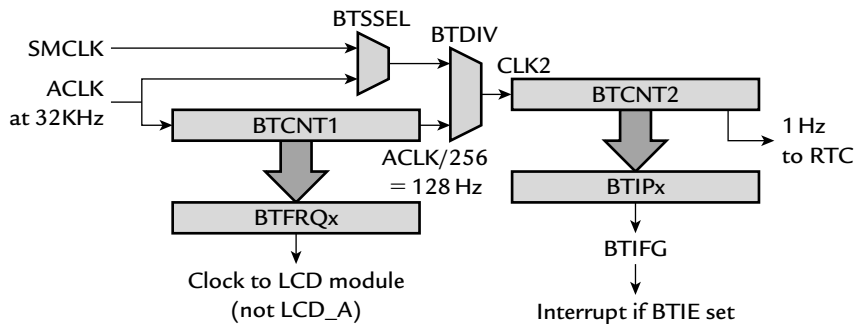 BTSSEL
BTDIV
SMCLK
CLK2
ACLK
at 32KHz
BTCNT1
BTCNT2
ACLK/256
= 128 Hz
1 Hz
to RTC
BTFRQx
BTIPx
BTIFG
Clock to LCD module
(not LCD_A)
Interrupt if BTIE set